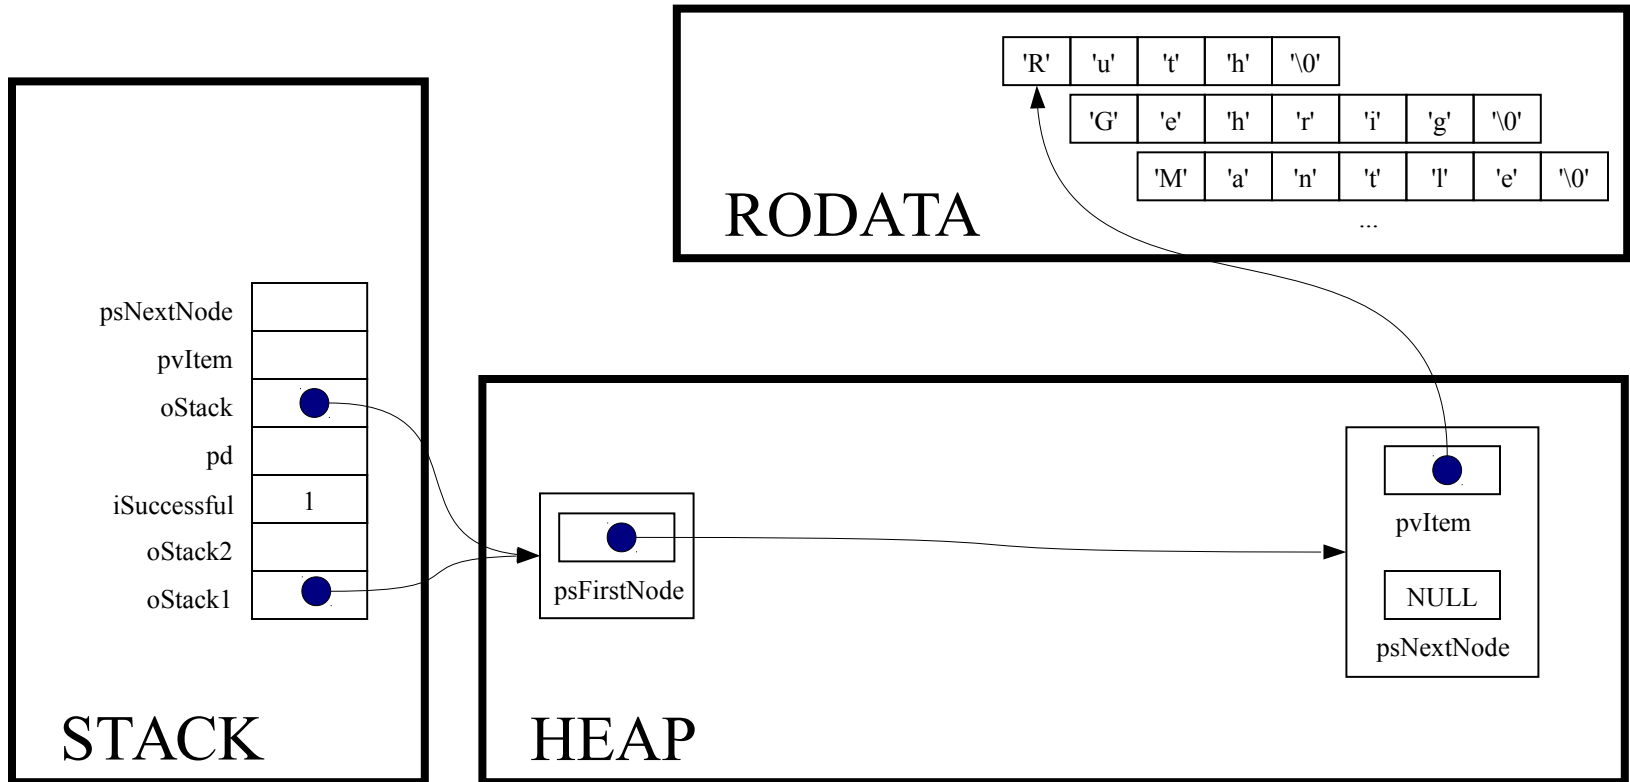 'R' 'u' 't' 'h' '\0'
'G' 'e' 'h' 'r' 'i' 'g' '\0'
'M' 'a' 'n' 't' 'l' 'e' '\0'
...
RODATA
psNextNode
pvItem
oStack
pd
iSuccessful 1
oStack2
oStack1
STACK
psFirstNode
pvItem
NULL
psNextNode
HEAP